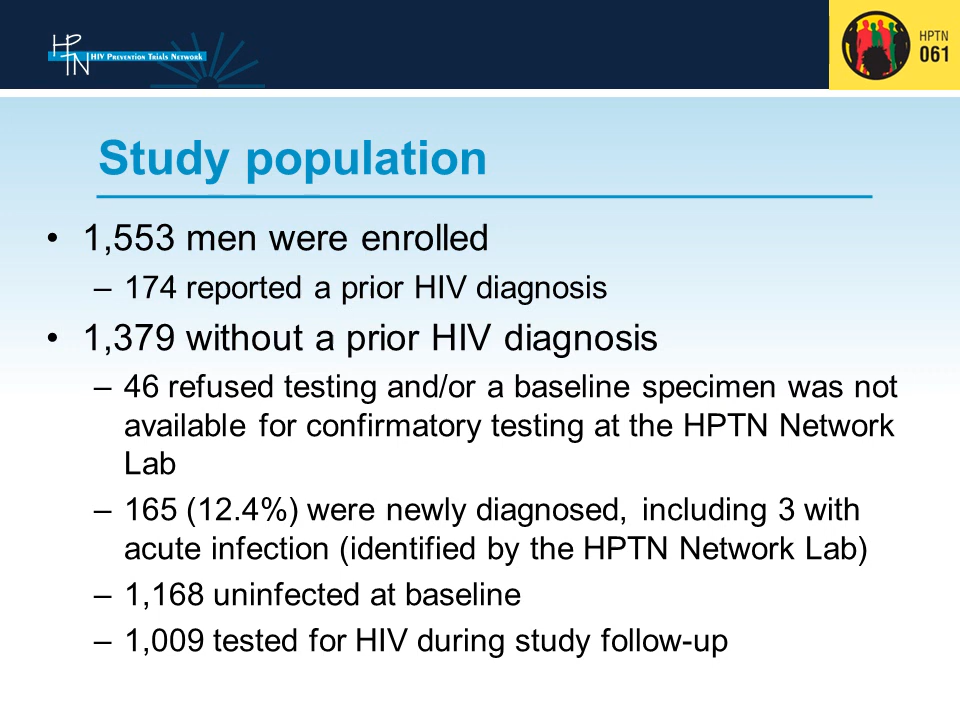 HPTN
HIV Prevention Trials Network
HPTN
061
Study population
• 1,553 men were enrolled
– 174 reported a prior HIV diagnosis
• 1,379 without a prior HIV diagnosis
– 46 refused testing and/or a baseline specimen was not
available for confirmatory testing at the HPTN Network
Lab
– 165 (12.4%) were newly diagnosed, including 3 with
acute infection (identified by the HPTN Network Lab)
– 1,168 uninfected at baseline
– 1,009 tested for HIV during study follow-up